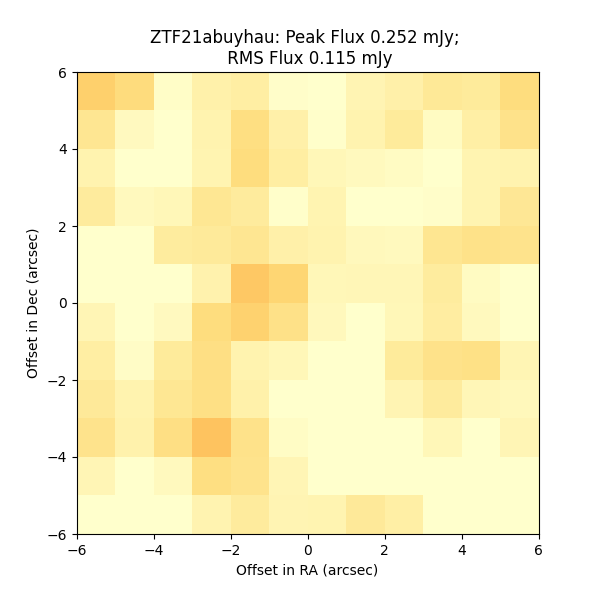 ZTF21abuyhau: Peak Flux 0.252 mJy;
RMS Flux 0.115 mJy
6
4
2
0
−2
−4
−6
Offset in Dec (arcsec)
−6 −4 −2 0 2 4 6
Offset in RA (arcsec)